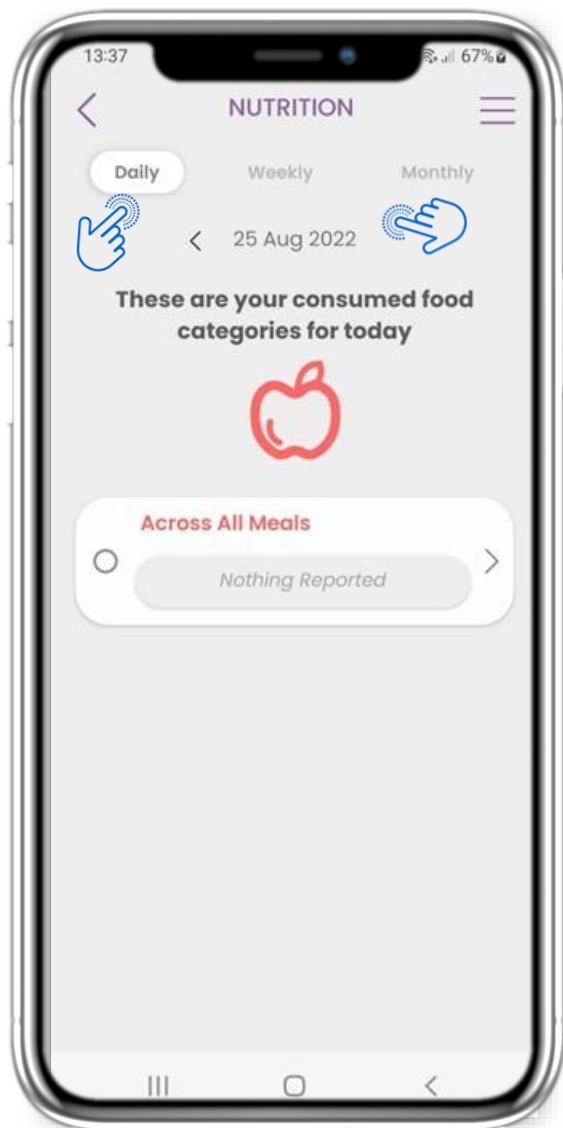 13:37 67%
NUTRITION
Daily Weekly Monthly
25 Aug 2022
These are your consumed food
categories for today
Across All Meals
Nothing Reported